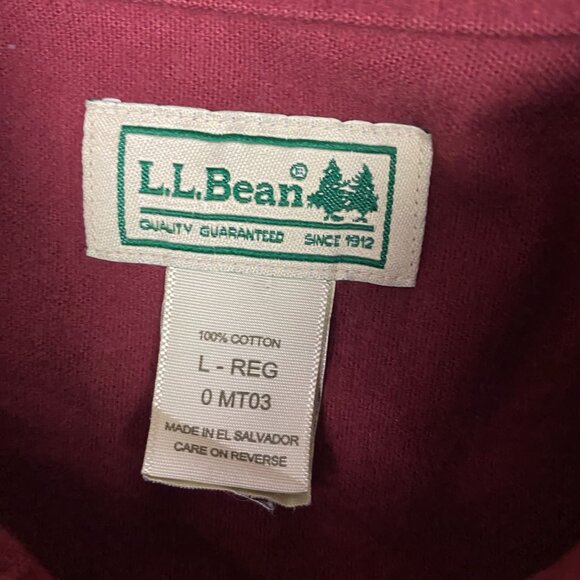 L.L.Bean®
QUALITY GUARANTEED SINCE 1912
100% COTTON
L - REG
0 MT03
MADE IN EL SALVADOR
CARE ON REVERSE